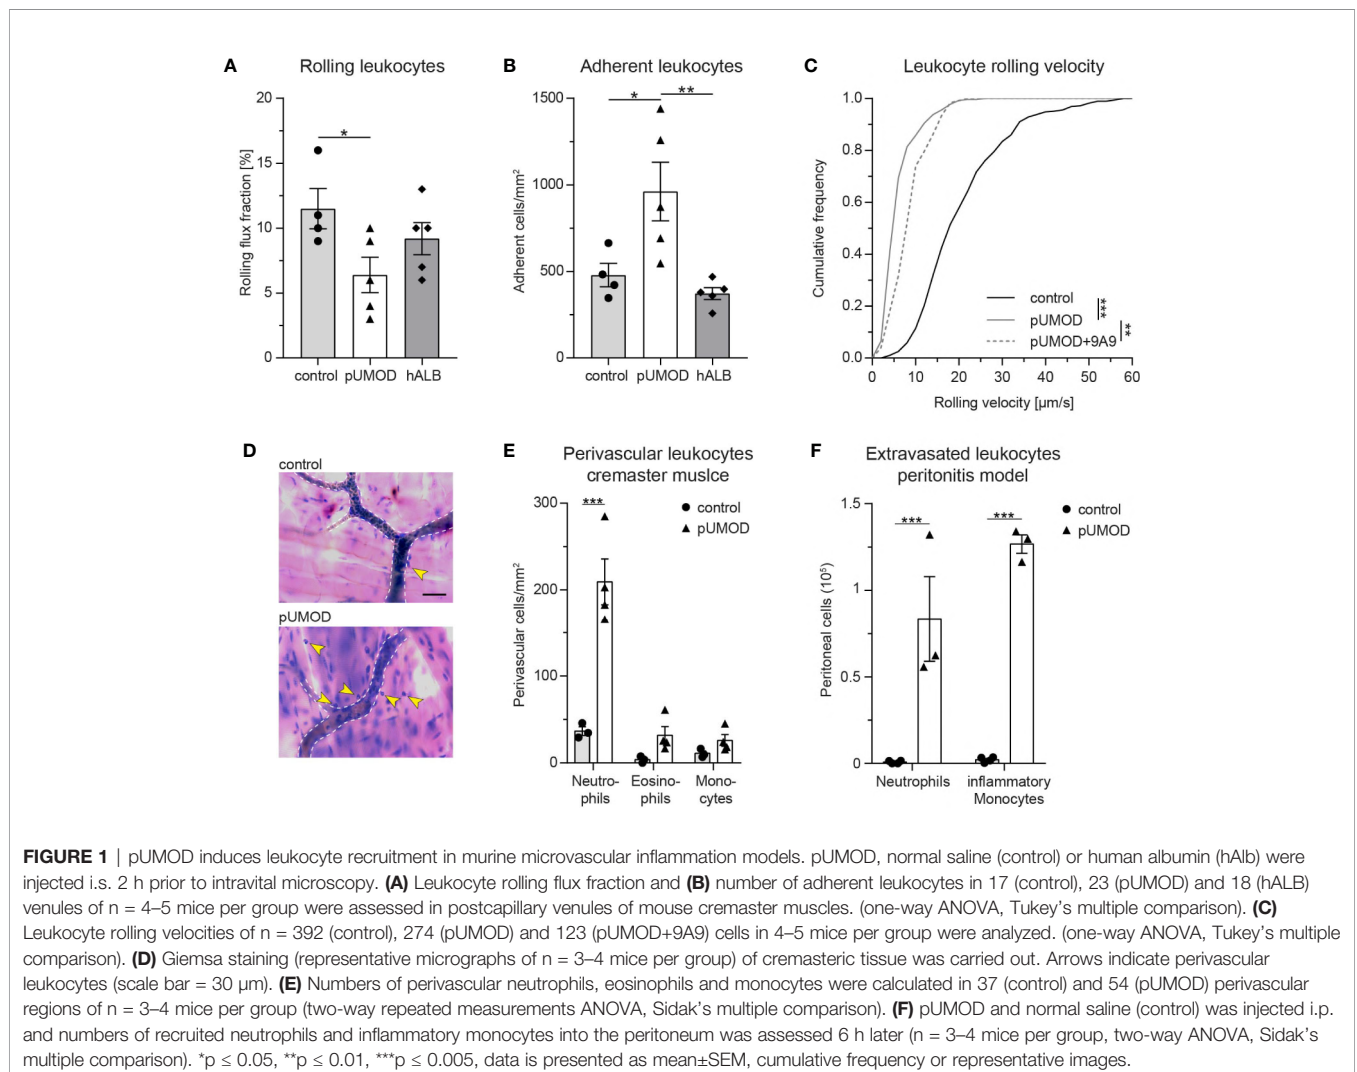 A Rolling leukocytes
Rolling flux fraction [%]
20
15
10
5
0
*
control pUMOD hALB
B Adherent leukocytes
Adherent cells/mm²
1500
1000
500
0
* **
control pUMOD hALB
C Leukocyte rolling velocity
Cumulative frequency
1.0
0.8
0.6
0.4
0.2
0.0
control
pUMOD
pUMOD+9A9
***
**
0 10 20 30 40 50 60
Rolling velocity [µm/s]
D
control
pUMOD
E Perivascular leukocytes
cremaster muslce
Perivascular cells/mm²
300
200
100
0
***
control
pUMOD
Neutro-
phils
Eosino-
phils
Mono-
cytes
F Extravasated leukocytes
peritonitis model
Peritoneal cells (10⁵)
1.5
1
0.5
0
*** ***
control
pUMOD
Neutrophils
inflammatory
Monocytes
FIGURE 1 | pUMOD induces leukocyte recruitment in murine microvascular inflammation models. pUMOD, normal saline (control) or human albumin (hAlb) were
injected i.s. 2 h prior to intravital microscopy. (A) Leukocyte rolling flux fraction and (B) number of adherent leukocytes in 17 (control), 23 (pUMOD) and 18 (hALB)
venules of n = 4–5 mice per group were assessed in postcapillary venules of mouse cremaster muscles. (one-way ANOVA, Tukey's multiple comparison). (C)
Leukocyte rolling velocities of n = 392 (control), 274 (pUMOD) and 123 (pUMOD+9A9) cells in 4–5 mice per group were analyzed. (one-way ANOVA, Tukey's multiple
comparison). (D) Giemsa staining (representative micrographs of n = 3–4 mice per group) of cremasteric tissue was carried out. Arrows indicate perivascular
leukocytes (scale bar = 30 µm). (E) Numbers of perivascular neutrophils, eosinophils and monocytes were calculated in 37 (control) and 54 (pUMOD) perivascular
regions of n = 3–4 mice per group (two-way repeated measurements ANOVA, Sidak's multiple comparison). (F) pUMOD and normal saline (control) was injected i.p.
and numbers of recruited neutrophils and inflammatory monocytes into the peritoneum was assessed 6 h later (n = 3–4 mice per group, two-way ANOVA, Sidak's
multiple comparison). *p ≤ 0.05, **p ≤ 0.01, ***p ≤ 0.005, data is presented as mean±SEM, cumulative frequency or representative images.